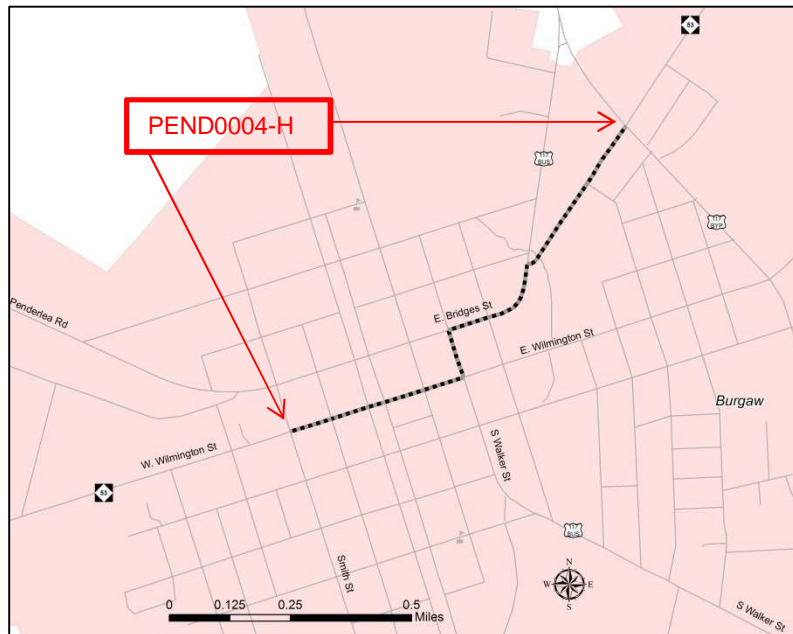 53
PEND0004-H
117
BUS
117
BYP
Penderlea Rd
E. Bridges St
E. Wilmington St
Burgaw
W. Wilmington St
S Walker St
53
117
BUS
Smith St
N
W
E
S
0 0.125 0.25 0.5
Miles
S Walker St